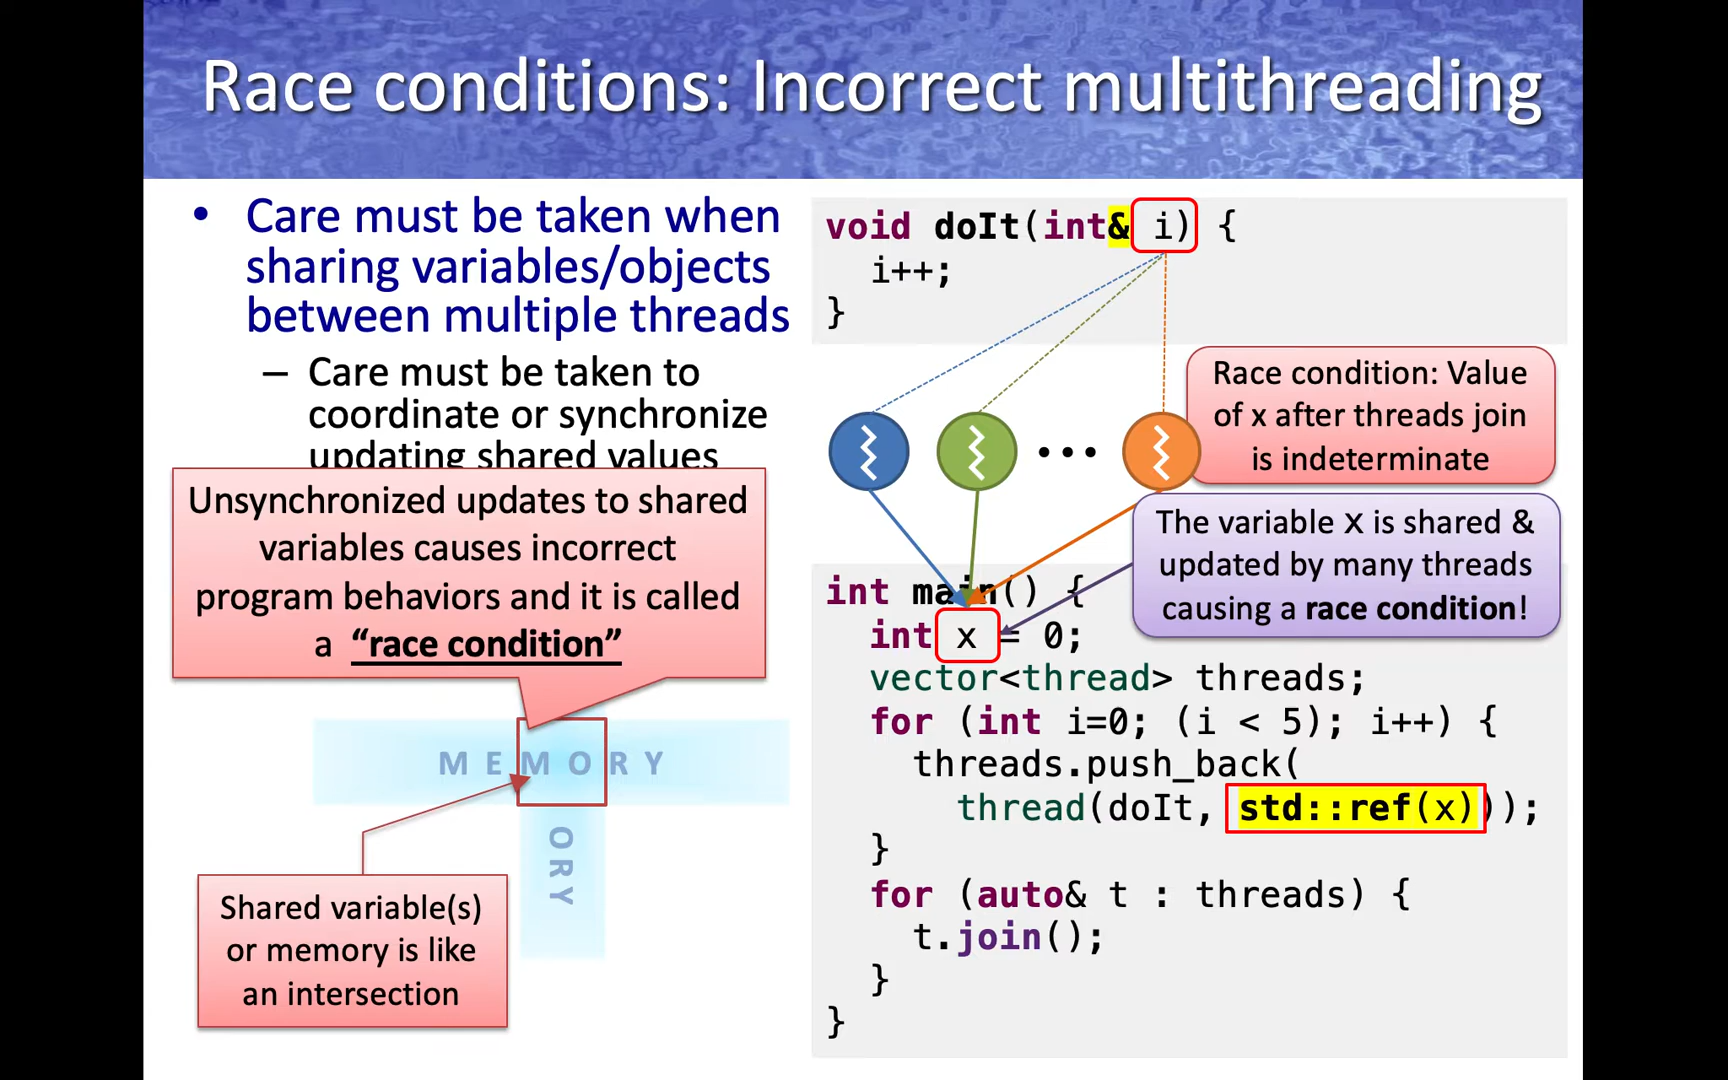 Race conditions: Incorrect multithreading
• Care must be taken when
sharing variables/objects
between multiple threads
– Care must be taken to
coordinate or synchronize
updating shared values
Unsynchronized updates to shared
variables causes incorrect
program behaviors and it is called
a “race condition”
M E M O R Y
O R Y
Shared variable(s)
or memory is like
an intersection
void doIt(int& i) {
i++;
}
Race condition: Value
of x after threads join
is indeterminate
The variable x is shared &
updated by many threads
causing a race condition!
int main() {
int x = 0;
vector<thread> threads;
for (int i=0; (i < 5); i++) {
threads.push_back(
thread(doIt, std::ref(x)));
}
for (auto& t : threads) {
t.join();
}
}